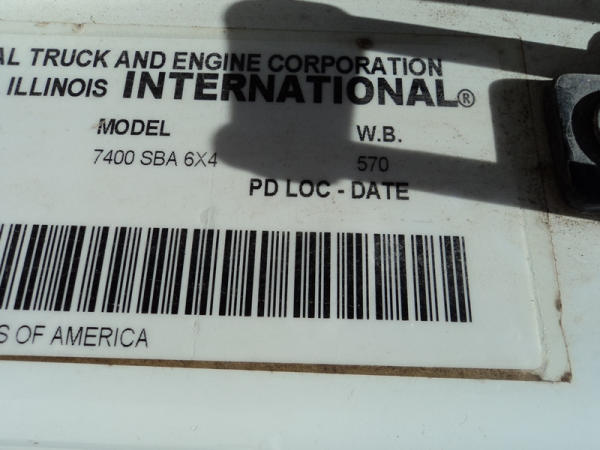 AL TRUCK AND ENGINE CORPORATION
ILLINOIS INTERNATIONAL®
MODEL W.B.
7400 SBA 6X4 570
PD LOC - DATE
S OF AMERICA